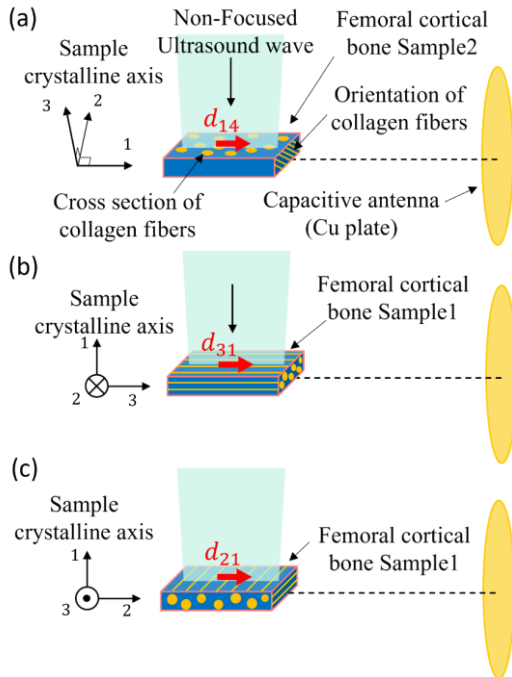 (a)
Non-Focused
Ultrasound wave
Femoral cortical
bone Sample2
Sample
crystalline axis
3
2
1
d14
Orientation of
collagen fibers
Cross section of
collagen fibers
Capacitive antenna
(Cu plate)
(b)
Sample
crystalline axis
1
2
3
d31
Femoral cortical
bone Sample1
(c)
Sample
crystalline axis
1
3
2
d21
Femoral cortical
bone Sample1